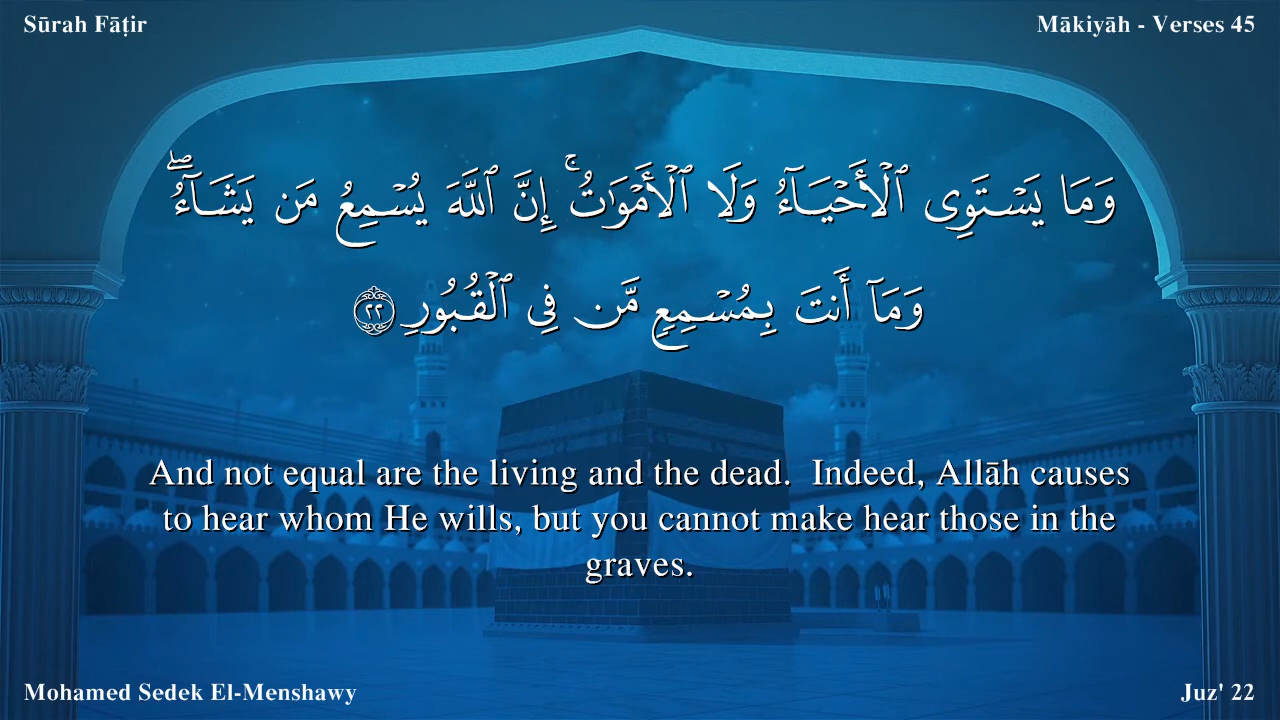 Sūrah Fāṭir
Mākiyāh - Verses 45
وَمَا يَسْتَوِى ٱلْأَحْيَآءُ وَلَا ٱلْأَمْوَٰتُ ۚ إِنَّ ٱللَّهَ يُسْمِعُ مَن يَشَآءُ ۖ
وَمَآ أَنتَ بِمُسْمِعٍ مَّن فِى ٱلْقُبُورِ ٢٢
And not equal are the living and the dead. Indeed, Allāh causes
to hear whom He wills, but you cannot make hear those in the
graves.
Mohamed Sedek El-Menshawy
Juz' 22